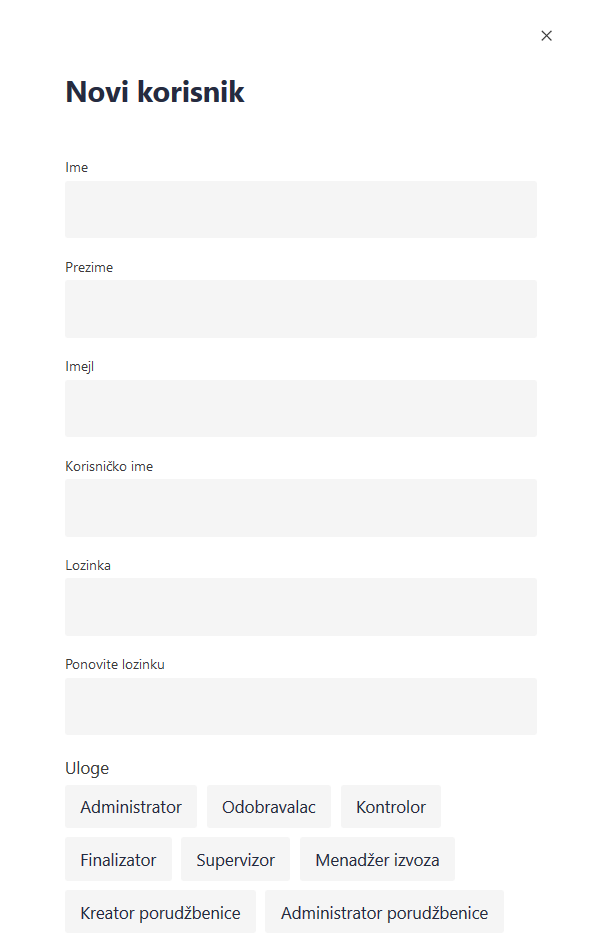 Novi korisnik
Ime
Prezime
Imejl
Korisničko ime
Lozinka
Ponovite lozinku
Uloge
Administrator Odobravalac Kontrolor
Finalizator Supervizor Menadžer izvoza
Kreator porudžbenice Administrator porudžbenice